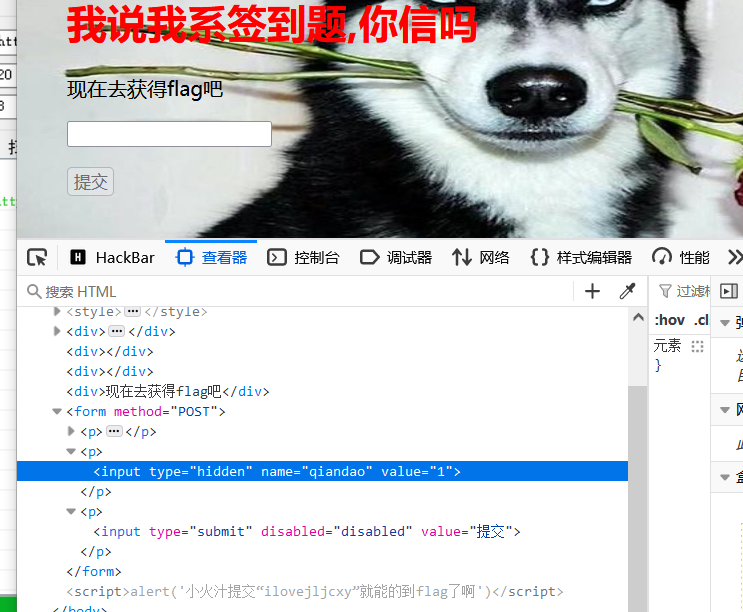 我说我系签到题,你信吗
现在去获得flag吧
提交
HackBar 查看器 控制台 调试器 网络 样式编辑器 性能
搜索 HTML
过滤
:hov .cl
<style> ··· </style>
<div> ··· </div>
<div></div>
<div></div>
<div>现在去获得flag吧</div>
<form method="POST">
<p> ··· </p>
<p>
<input type="hidden" name="qiandao" value="1">
</p>
<p>
<input type="submit" disabled="disabled" value="提交">
</p>
</form>
<script>alert('小火汁提交“ilovejljcxy”就能的到flag了啊')</script>
</body>
元素
}
20